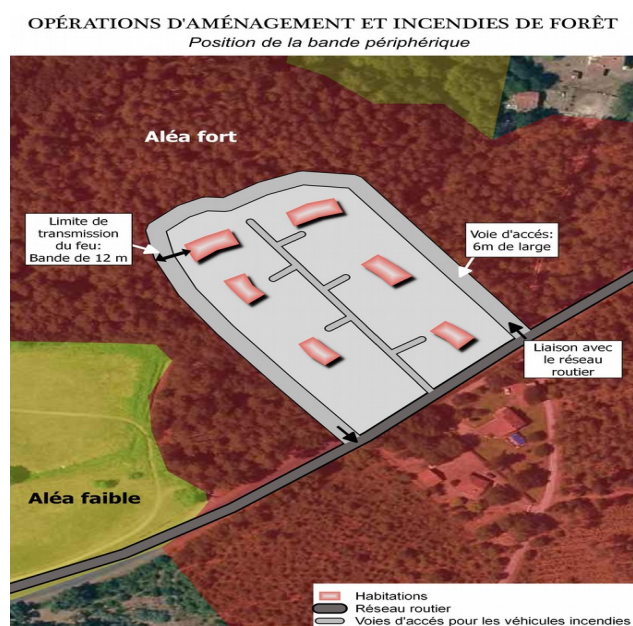 OPÉRATIONS D'AMÉNAGEMENT ET INCENDIES DE FORÊT
Position de la bande périphérique
Aléa fort
Limite de
transmission
du feu:
Bande de 12 m
Voie d'accés:
6m de large
Liaison avec
le réseau
routier
Aléa faible
Habitations
Réseau routier
Voies d'accés pour les véhicules incendies